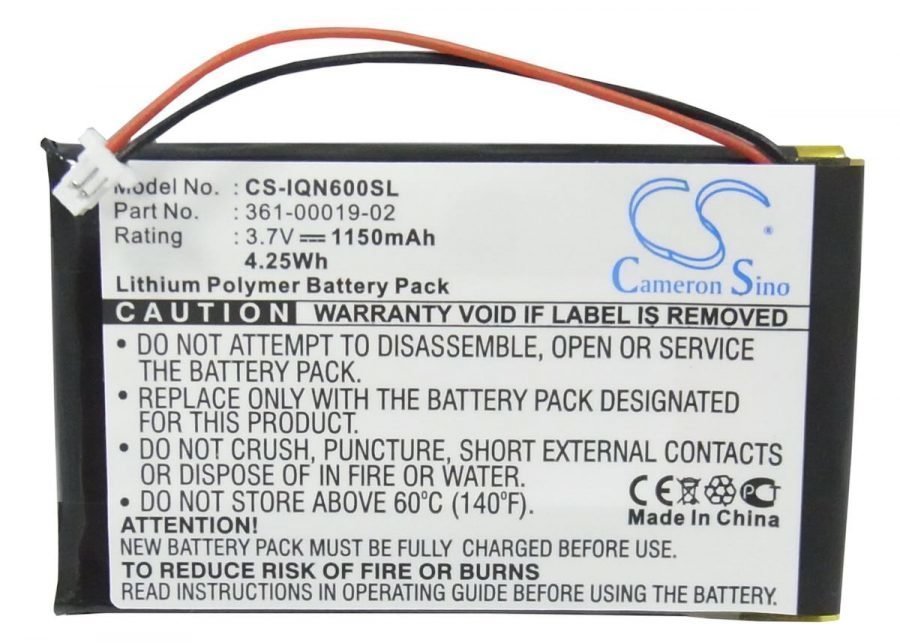 Model No. : CS-IQN600SL
Part No. : 361-00019-02
Rating : 3.7V 1150mAh
4.25Wh
Lithium Polymer Battery Pack
CS
®
Cameron Sino
CAUTION WARRANTY VOID IF LABEL IS REMOVED
• DO NOT ATTEMPT TO DISASSEMBLE, OPEN OR SERVICE
THE BATTERY PACK.
• REPLACE ONLY WITH THE BATTERY PACK DESIGNATED
FOR THIS PRODUCT.
• DO NOT CRUSH, PUNCTURE, SHORT EXTERNAL CONTACTS
OR DISPOSE OF IN FIRE OR WATER.
• DO NOT STORE ABOVE 60°C (140°F).
CE PCT
Made In China
ATTENTION!
NEW BATTERY PACK MUST BE FULLY CHARGED BEFORE USE.
TO REDUCE RISK OF FIRE OR BURNS
READ INSTRUCTIONS IN OPERATING GUIDE BEFORE BEFORE USING.